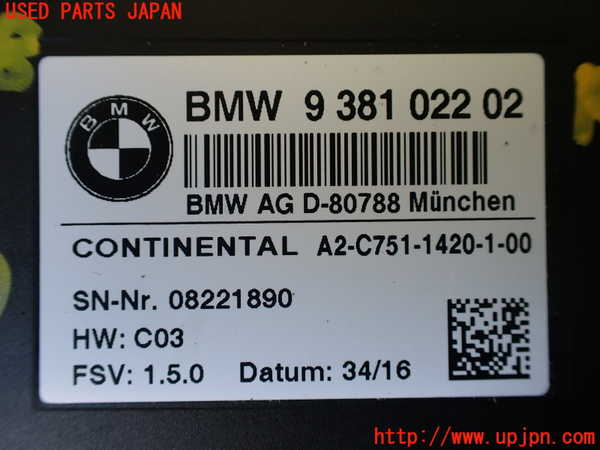 USED PARTS JAPAN
BMW
BMW 9 381 022 02
BMW AG D-80788 München
CONTINENTAL A2-C751-1420-1-00
SN-Nr. 08221890
HW: C03
FSV: 1.5.0 Datum: 34/16
http://www.upjpn.com/